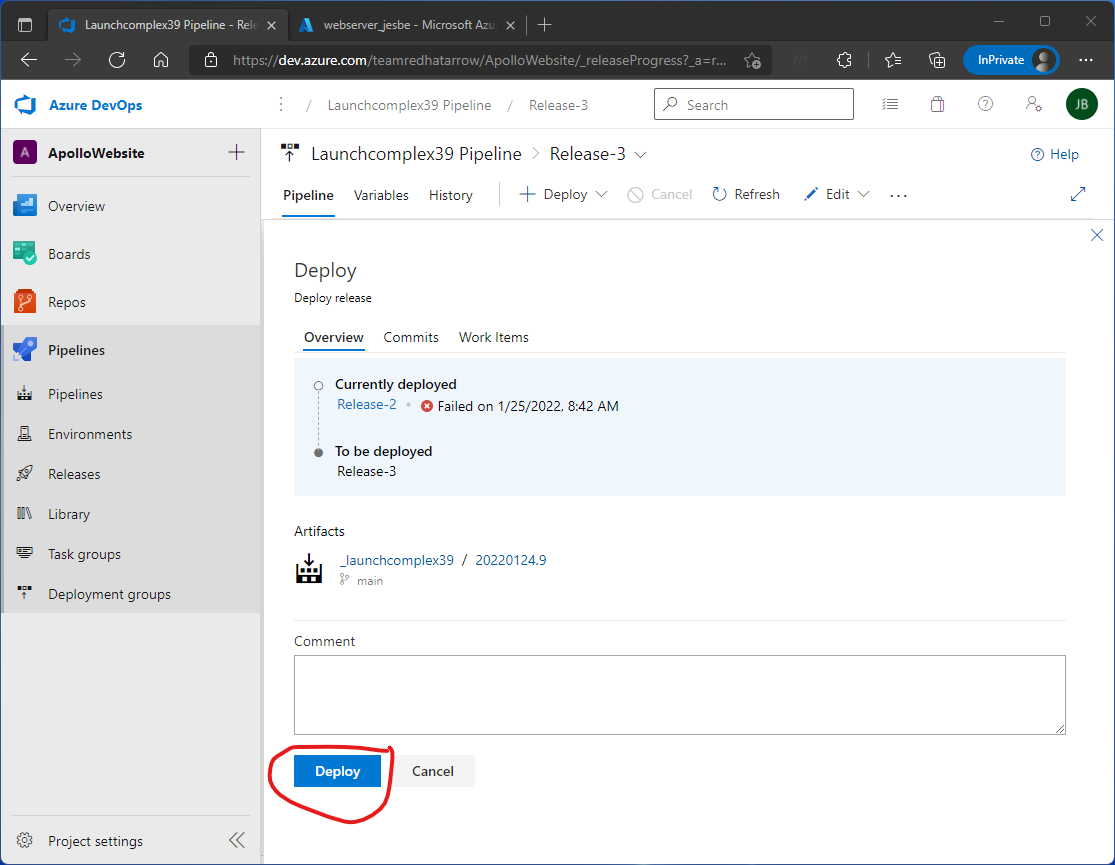 Launchcomplex39 Pipeline - Rele
webserver_jesbe - Microsoft Azu
https://dev.azure.com/teamredhatarrow/ApolloWebsite/_releaseProgress?_a=r...
InPrivate
Azure DevOps
/ Launchcomplex39 Pipeline / Release-3
Search
JB
A ApolloWebsite
Launchcomplex39 Pipeline > Release-3
Help
Pipeline Variables History
Deploy Cancel Refresh Edit ...
Overview
Boards
Repos
Pipelines
Pipelines
Environments
Releases
Library
Task groups
Deployment groups
Project settings
Deploy
Deploy release
Overview Commits Work Items
Currently deployed
Release-2 • Failed on 1/25/2022, 8:42 AM
To be deployed
Release-3
Artifacts
_launchcomplex39 / 20220124.9
main
Comment
Deploy Cancel